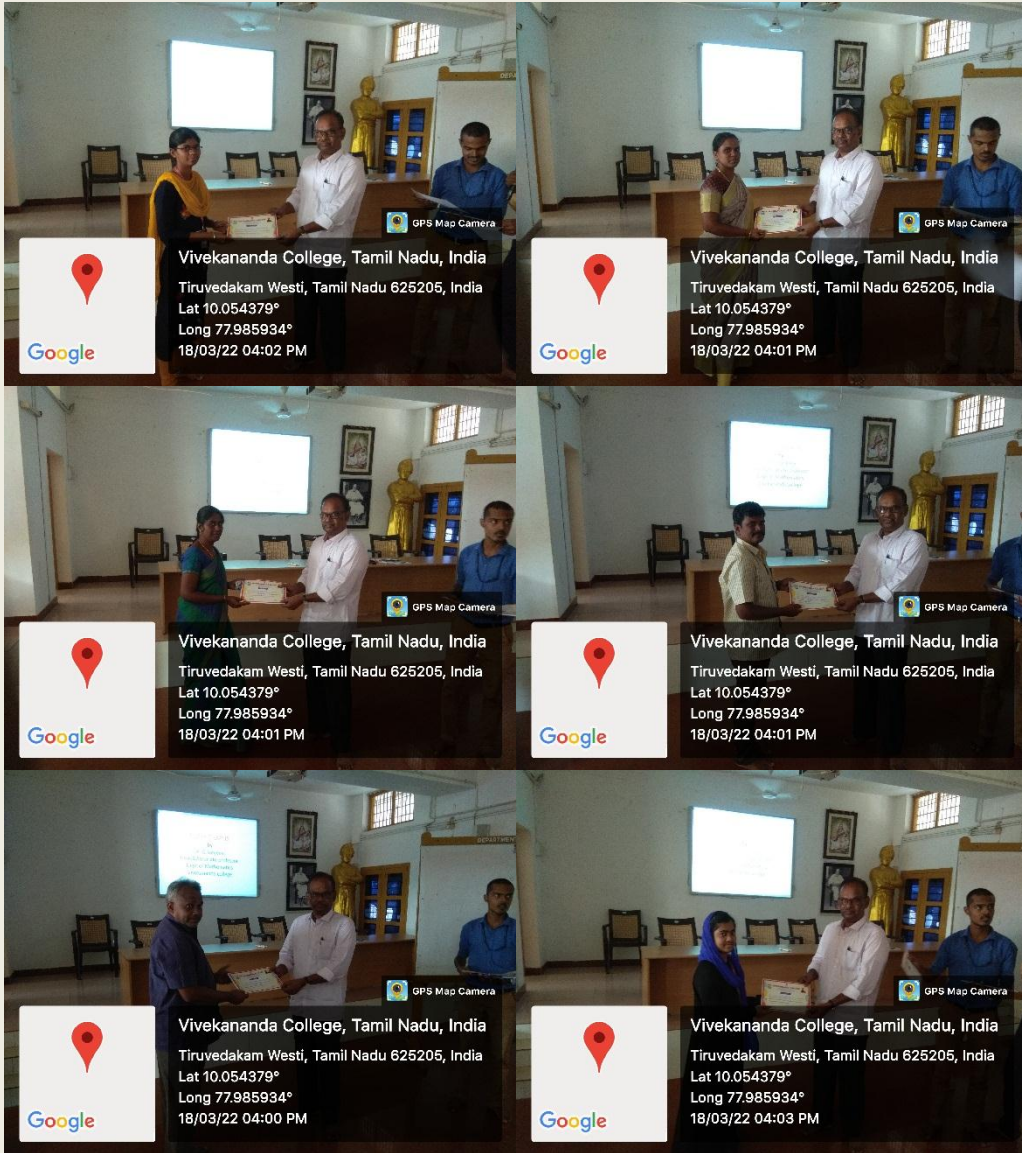 DEPA
GPS Map Camera
Vivekananda College, Tamil Nadu, India
Tiruvedakam Westi, Tamil Nadu 625205, India
Lat 10.054379°
Long 77.985934°
18/03/22 04:02 PM
Google
GPS Map Camera
Vivekananda College, Tamil Nadu, India
Tiruvedakam Westi, Tamil Nadu 625205, India
Lat 10.054379°
Long 77.985934°
18/03/22 04:01 PM
Google
GPS Map Camera
Vivekananda College, Tamil Nadu, India
Tiruvedakam Westi, Tamil Nadu 625205, India
Lat 10.054379°
Long 77.985934°
18/03/22 04:01 PM
Google
GPS Map Camera
Vivekananda College, Tamil Nadu, India
Tiruvedakam Westi, Tamil Nadu 625205, India
Lat 10.054379°
Long 77.985934°
18/03/22 04:01 PM
Google
DEPARTMEN
GPS Map Camera
Vivekananda College, Tamil Nadu, India
Tiruvedakam Westi, Tamil Nadu 625205, India
Lat 10.054379°
Long 77.985934°
18/03/22 04:00 PM
Google
GPS Map Camera
Vivekananda College, Tamil Nadu, India
Tiruvedakam Westi, Tamil Nadu 625205, India
Lat 10.054379°
Long 77.985934°
18/03/22 04:03 PM
Google